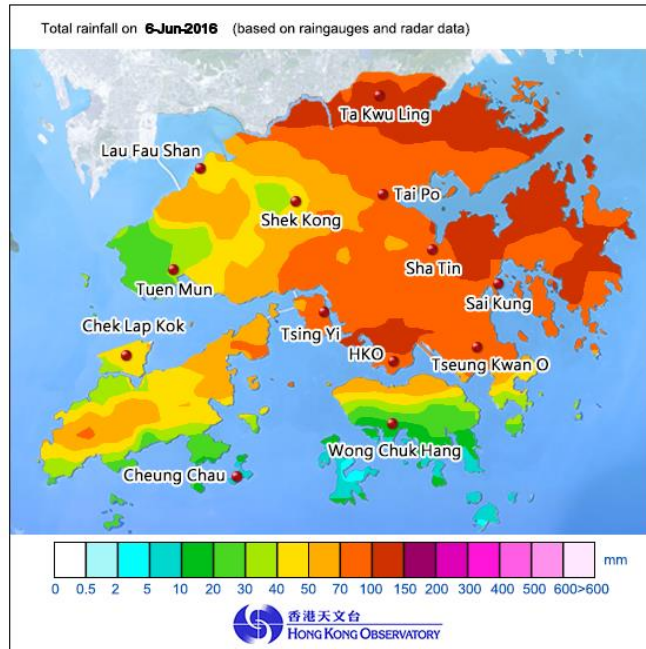 Total rainfall on 6-Jun-2016 (based on raingauges and radar data)
Ta Kwu Ling
Lau Fau Shan
Tai Po
Shek Kong
Sha Tin
Tuen Mun
Sai Kung
Chek Lap Kok
Tsing Yi
HKO
Tseung Kwan O
Wong Chuk Hang
Cheung Chau
mm
0 0.5 2 5 10 20 30 40 50 70 100 150 200 300 400 500 600>600
香港天文台
HONG KONG OBSERVATORY